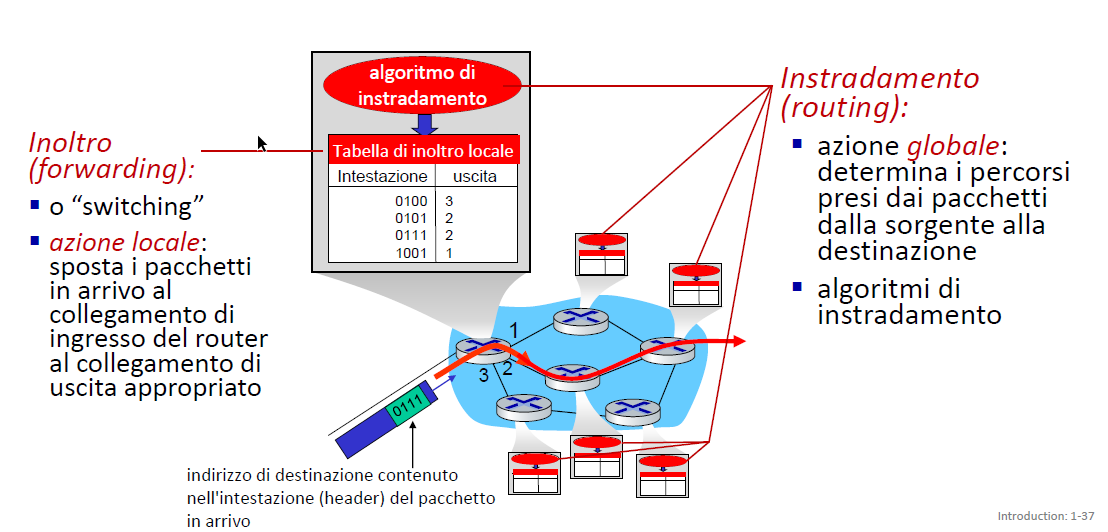 algoritmo di
instradamento
Tabella di inoltro locale
Intestazione uscita
0100 3
0101 2
0111 2
1001 1
Inoltro
(forwarding):
o “switching”
azione locale:
sposta i pacchetti
in arrivo al
collegamento di
ingresso del router
al collegamento di
uscita appropriato
Instradamento
(routing):
azione globale:
determina i percorsi
presi dai pacchetti
dalla sorgente alla
destinazione
algoritmi di
instradamento
1
2
3
0111
indirizzo di destinazione contenuto
nell'intestazione (header) del pacchetto
in arrivo
Introduction: 1-37